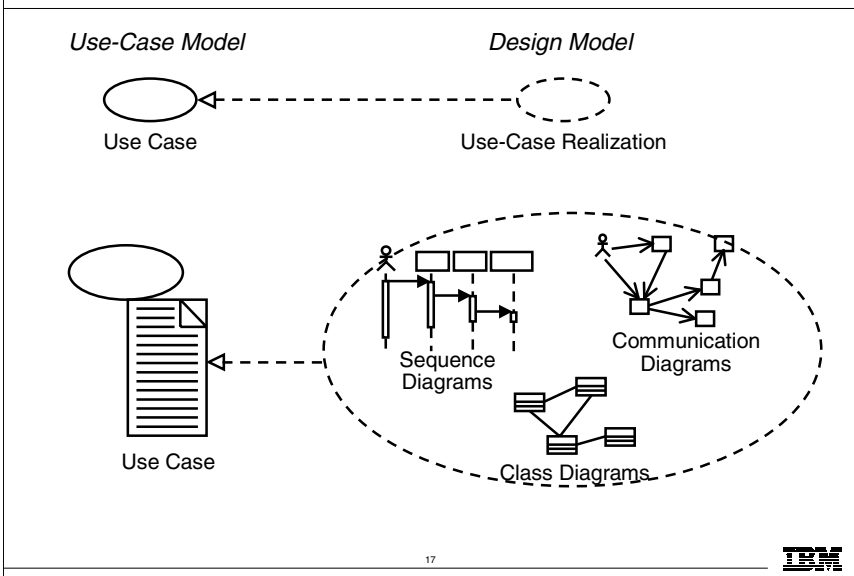 Use-Case Model
Design Model
Use Case
Use-Case Realization
Sequence
Diagrams
Communication
Diagrams
Use Case
Class Diagrams
17
IBM